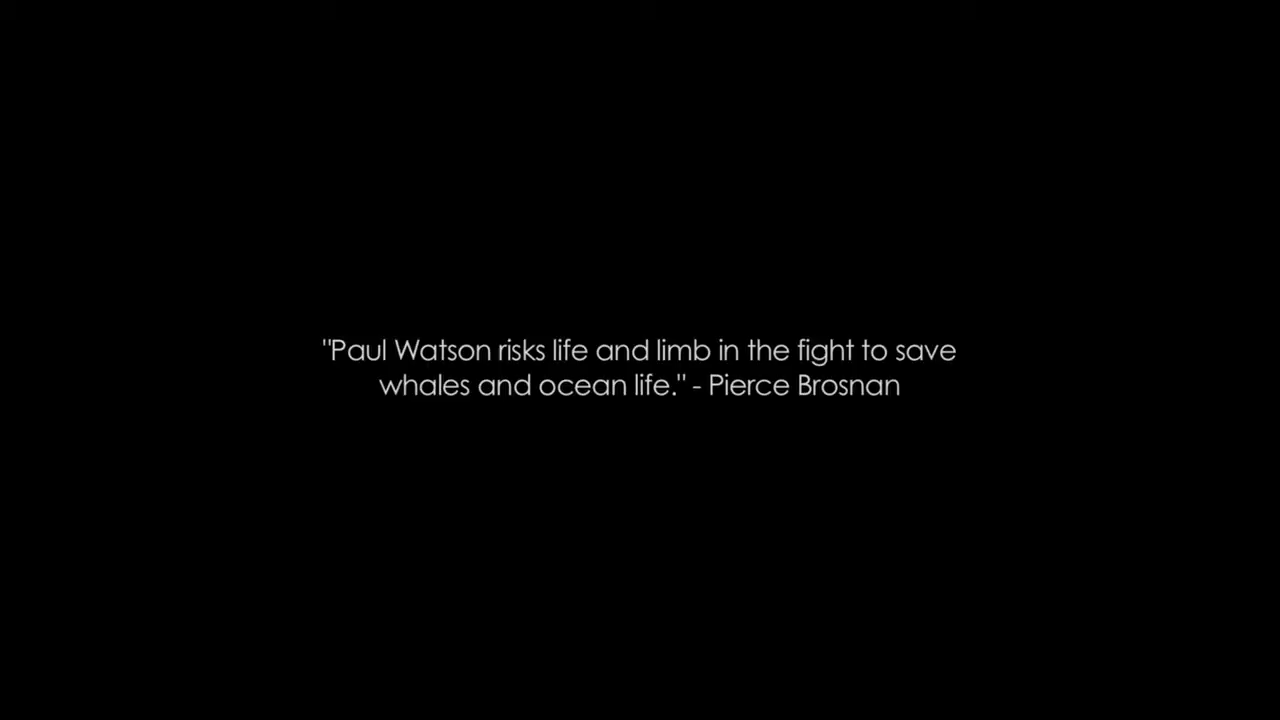 "Paul Watson risks life and limb in the fight to save
whales and ocean life." - Pierce Brosnan